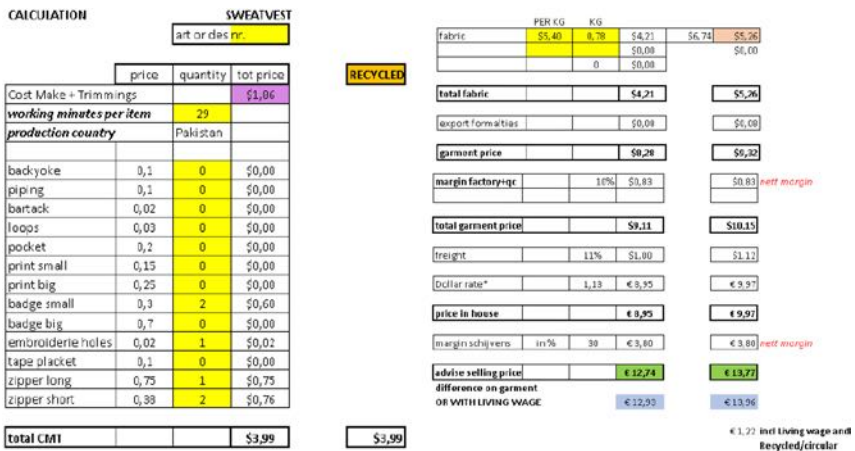 CALCULATION SWEATVEST
art or des nr.
price quantity tot price RECYCLED
Cost Make + Trimmings $1,86
working minutes per item 29
production country Pakistan
backyoke 0,1 0 $0,00
piping 0,1 0 $0,00
bartack 0,02 0 $0,00
loops 0,03 0 $0,00
pocket 0,2 0 $0,00
print small 0,15 0 $0,00
print big 0,25 0 $0,00
badge small 0,3 2 $0,60
badge big 0,7 0 $0,00
embroiderie holes 0,02 1 $0,02
tape placket 0,1 0 $0,00
zipper long 0,75 1 $0,75
zipper short 0,38 2 $0,76
total CMT $3,99 $3,99
PER KG KG
fabric $5,40 0,78 $4,21 $6,74 $5,26
$0,00 $0,00
0 $0,00
total fabric $4,21 $5,26
export formalties $0,08 $0,08
garment price $8,28 $9,32
margin factory+qc 10% $0,83 $0,83 nett margin
total garment price $9,11 $10,15
freight 11% $1,00 $1,12
Dollar rate* 1,13 € 8,95 € 9,97
price in house € 8,95 € 9,97
margin schijvens in% 30 € 3,80 € 3,80 nett margin
advise selling price € 12,74 € 13,77
difference on garment
OR WITH LIVING WAGE € 12,93 € 13,96
€ 1,22 incl Living wage and
Recycled/circular